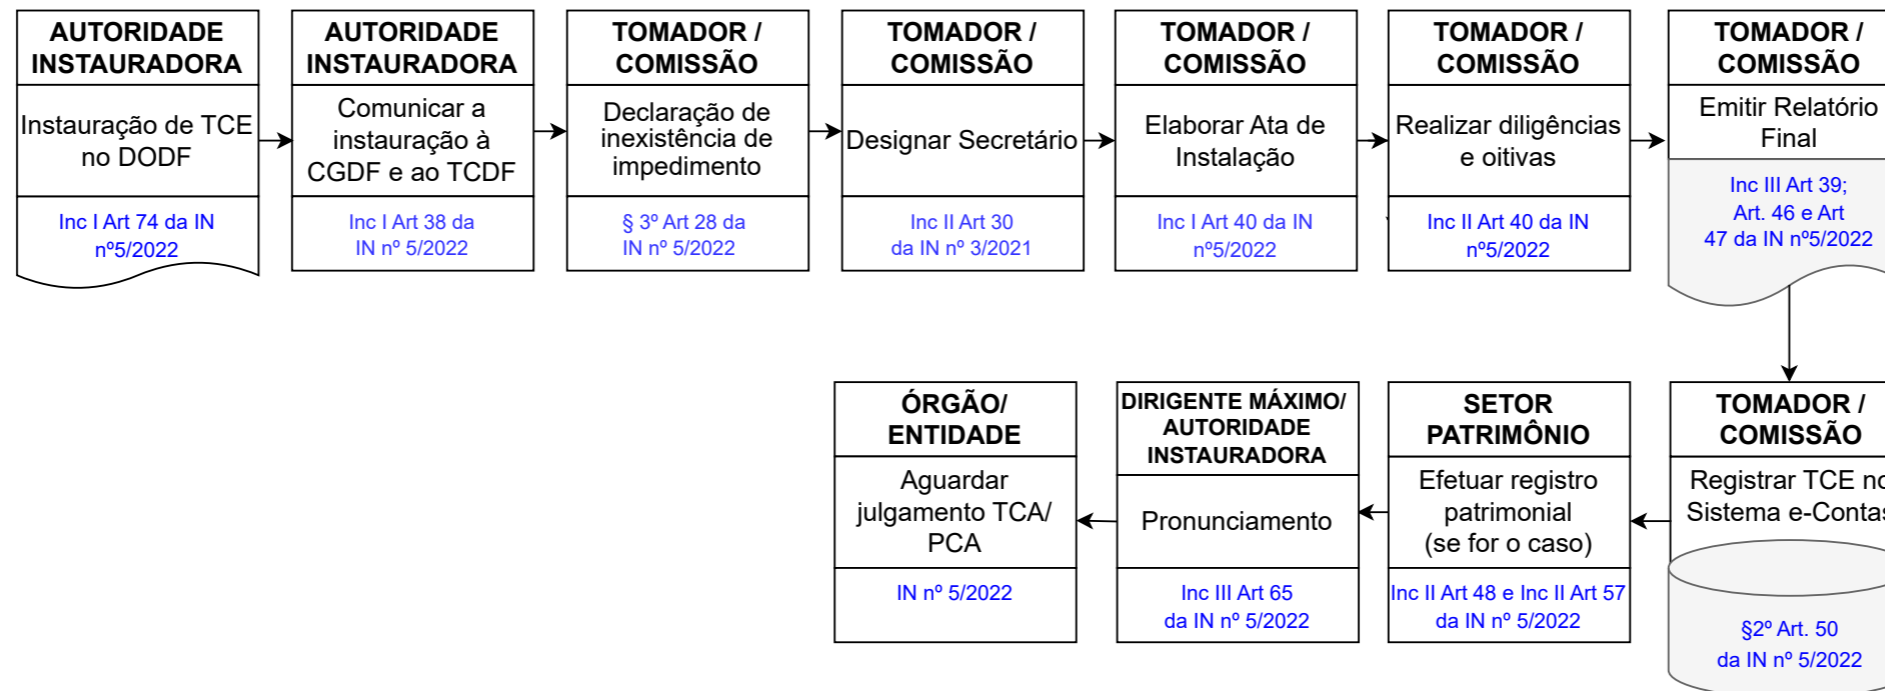 AUTORIDADE
INSTAURADORA
Instauração de TCE
no DODF
Inc I Art 74 da IN
nº5/2022
AUTORIDADE
INSTAURADORA
Comunicar a
instauração à
CGDF e ao TCDF
Inc I Art 38 da
IN nº 5/2022
TOMADOR /
COMISSÃO
Declaração de
inexistência de
impedimento
§ 3º Art 28 da
IN nº 5/2022
TOMADOR /
COMISSÃO
Designar Secretário
Inc II Art 30
da IN nº 3/2021
TOMADOR /
COMISSÃO
Elaborar Ata de
Instalação
Inc I Art 40 da IN
nº5/2022
TOMADOR /
COMISSÃO
Realizar diligências
e oitivas
Inc II Art 40 da IN
nº5/2022
TOMADOR /
COMISSÃO
Emitir Relatório
Final
Inc III Art 39;
Art. 46 e Art
47 da IN nº5/2022
TOMADOR /
COMISSÃO
Registrar TCE no
Sistema e-Contas
§2º Art. 50
da IN nº 5/2022
SETOR
PATRIMÔNIO
Efetuar registro
patrimonial
(se for o caso)
Inc II Art 48 e Inc II Art 57
da IN nº 5/2022
DIRIGENTE MÁXIMO/
AUTORIDADE
INSTAURADORA
Pronunciamento
Inc III Art 65
da IN nº 5/2022
ÓRGÃO/
ENTIDADE
Aguardar
julgamento TCA/
PCA
IN nº 5/2022